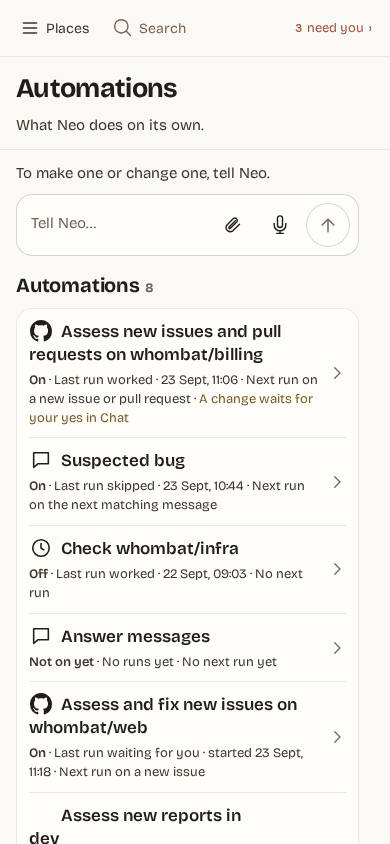 Places
Search
3 need you ›
Automations
What Neo does on its own.
To make one or change one, tell Neo.
Tell Neo...
Automations 8
Assess new issues and pull
requests on whombat/billing
On · Last run worked · 23 Sept, 11:06 · Next run on
a new issue or pull request · A change waits for
your yes in Chat
Suspected bug
On · Last run skipped · 23 Sept, 10:44 · Next run
on the next matching message
Check whombat/infra
Off · Last run worked · 22 Sept, 09:03 · No next
run
Answer messages
Not on yet · No runs yet · No next run yet
Assess and fix new issues on
whombat/web
On · Last run waiting for you · started 23 Sept,
11:18 · Next run on a new issue
Assess new reports in
dev